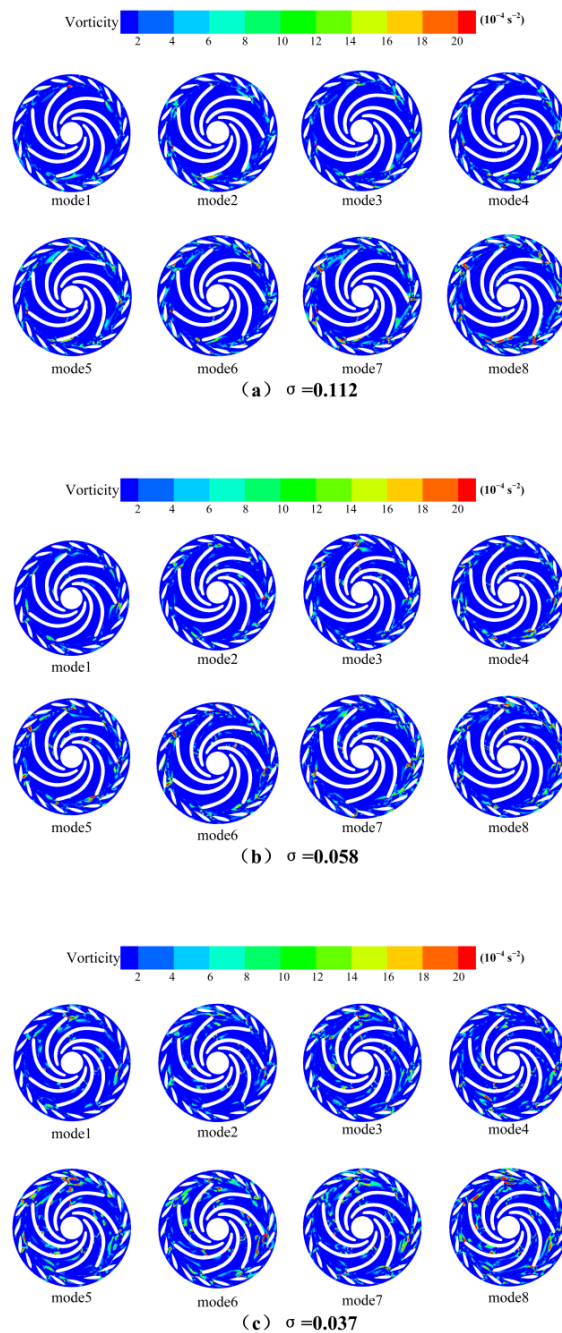 Vorticity (10⁻⁴ s⁻²)
2 4 6 8 10 12 14 16 18 20
mode1 mode2 mode3 mode4
mode5 mode6 mode7 mode8
（a） σ =0.112
Vorticity (10⁻⁴ s⁻²)
2 4 6 8 10 12 14 16 18 20
mode1 mode2 mode3 mode4
mode5 mode6 mode7 mode8
（b） σ =0.058
Vorticity (10⁻⁴ s⁻²)
2 4 6 8 10 12 14 16 18 20
mode1 mode2 mode3 mode4
mode5 mode6 mode7 mode8
（c） σ =0.037